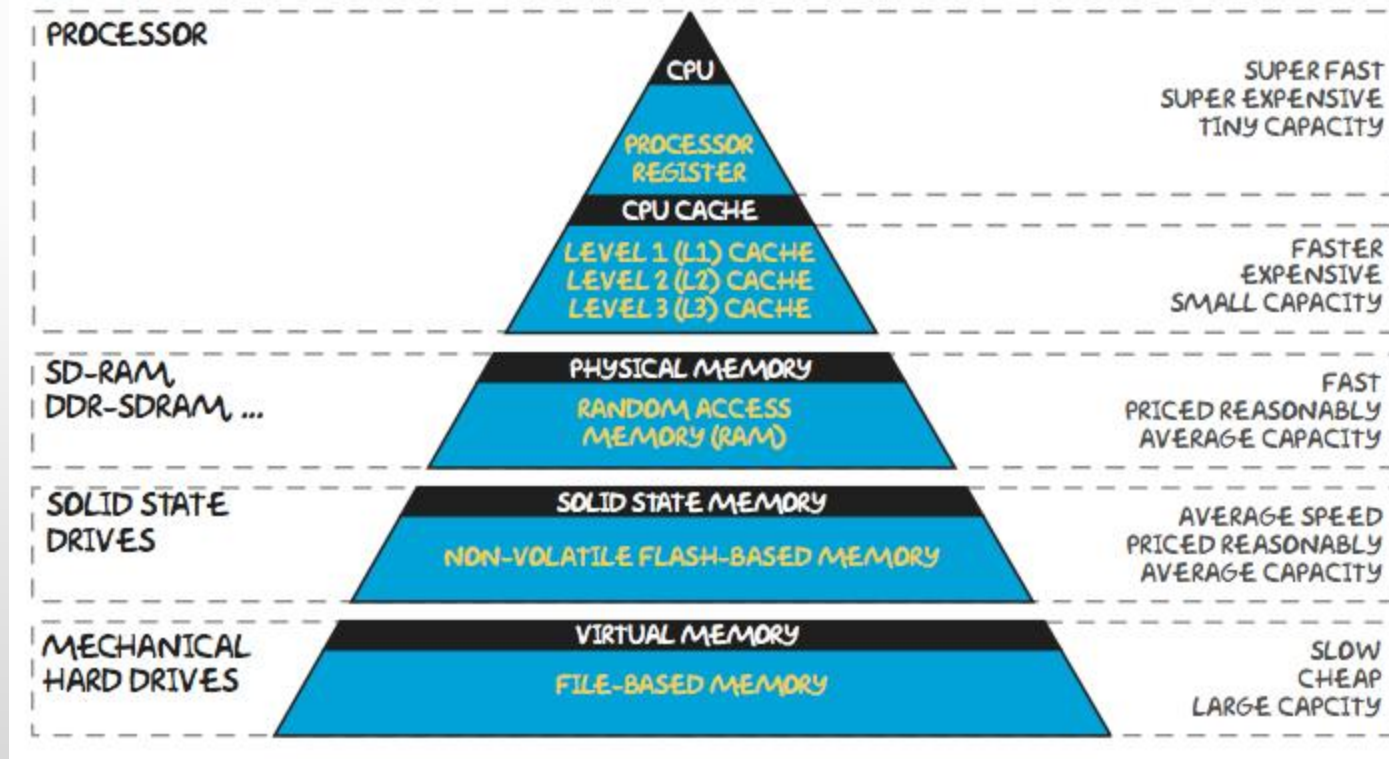 PROCESSOR
CPU
PROCESSOR
REGISTER
SUPER FAST
SUPER EXPENSIVE
TINY CAPACITY
CPU CACHE
LEVEL 1 (L1) CACHE
LEVEL 2 (L2) CACHE
LEVEL 3 (L3) CACHE
FASTER
EXPENSIVE
SMALL CAPACITY
SD-RAM,
DDR-SDRAM, ...
PHYSICAL MEMORY
RANDOM ACCESS
MEMORY (RAM)
FAST
PRICED REASONABLY
AVERAGE CAPACITY
SOLID STATE
DRIVES
SOLID STATE MEMORY
NON-VOLATILE FLASH-BASED MEMORY
AVERAGE SPEED
PRICED REASONABLY
AVERAGE CAPACITY
MECHANICAL
HARD DRIVES
VIRTUAL MEMORY
FILE-BASED MEMORY
SLOW
CHEAP
LARGE CAPCITY